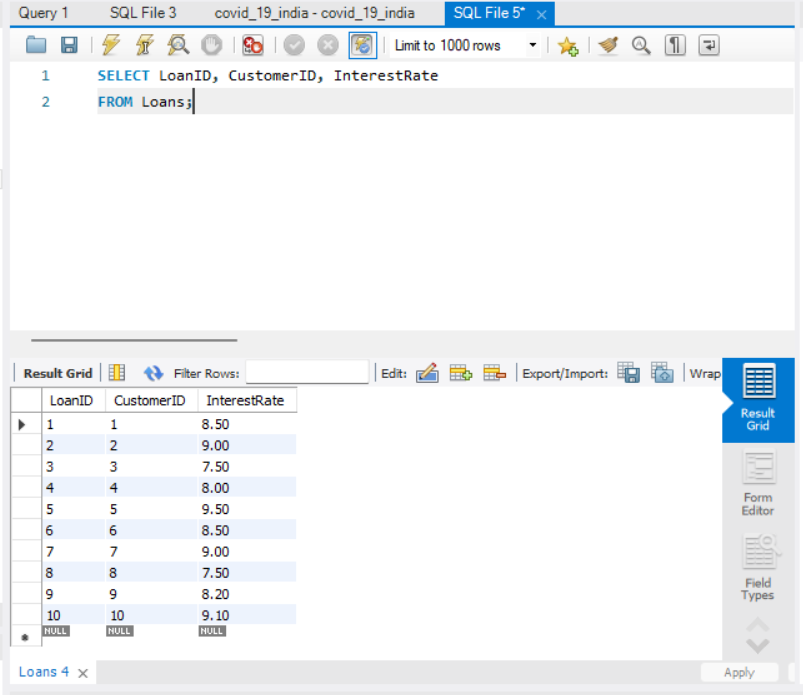 Query 1 SQL File 3 covid_19_india - covid_19_india SQL File 5*
Limit to 1000 rows
1 SELECT LoanID, CustomerID, InterestRate
2 FROM Loans;
Result Grid Filter Rows: Edit: Export/Import: Wrap
LoanID CustomerID InterestRate
1 1 8.50
2 2 9.00
3 3 7.50
4 4 8.00
5 5 9.50
6 6 8.50
7 7 9.00
8 8 7.50
9 9 8.20
10 10 9.10
NULL NULL NULL
Result
Grid
Form
Editor
Field
Types
Loans 4 Apply